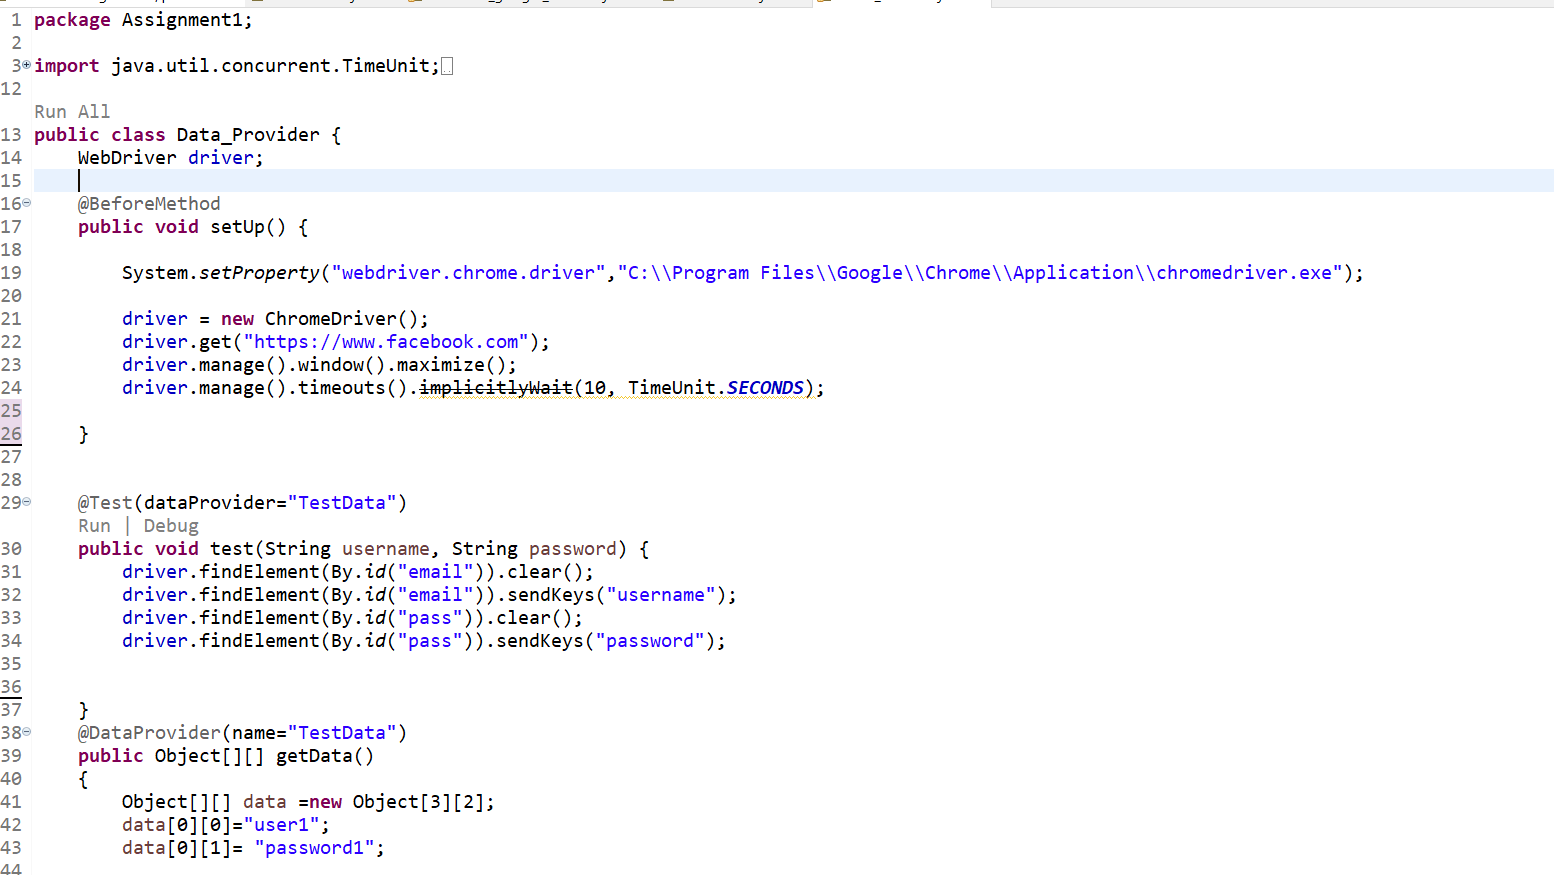 1 package Assignment1;
2
3 import java.util.concurrent.TimeUnit;
12
Run All
13 public class Data_Provider {
14 WebDriver driver;
15
16 @BeforeMethod
17 public void setUp() {
18
19 System.setProperty("webdriver.chrome.driver","C:\\Program Files\\Google\\Chrome\\Application\\chromedriver.exe");
20
21 driver = new ChromeDriver();
22 driver.get("https://www.facebook.com");
23 driver.manage().window().maximize();
24 driver.manage().timeouts().implicitlyWait(10, TimeUnit.SECONDS);
25
26 }
27
28
29 @Test(dataProvider="TestData")
Run | Debug
30 public void test(String username, String password) {
31 driver.findElement(By.id("email")).clear();
32 driver.findElement(By.id("email")).sendKeys("username");
33 driver.findElement(By.id("pass")).clear();
34 driver.findElement(By.id("pass")).sendKeys("password");
35
36
37 }
38 @DataProvider(name="TestData")
39 public Object[][] getData()
40 {
41 Object[][] data =new Object[3][2];
42 data[0][0]="user1";
43 data[0][1]= "password1";
44